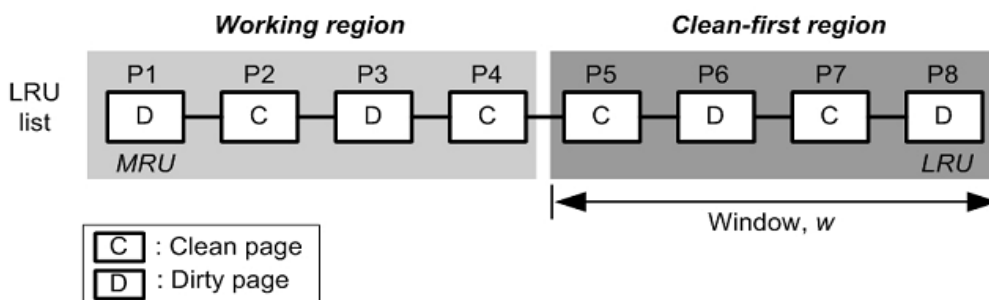 Working region Clean-first region
P1 P2 P3 P4 P5 P6 P7 P8
LRU list
D C D C C D C D
MRU LRU
Window, w
C : Clean page
D : Dirty page